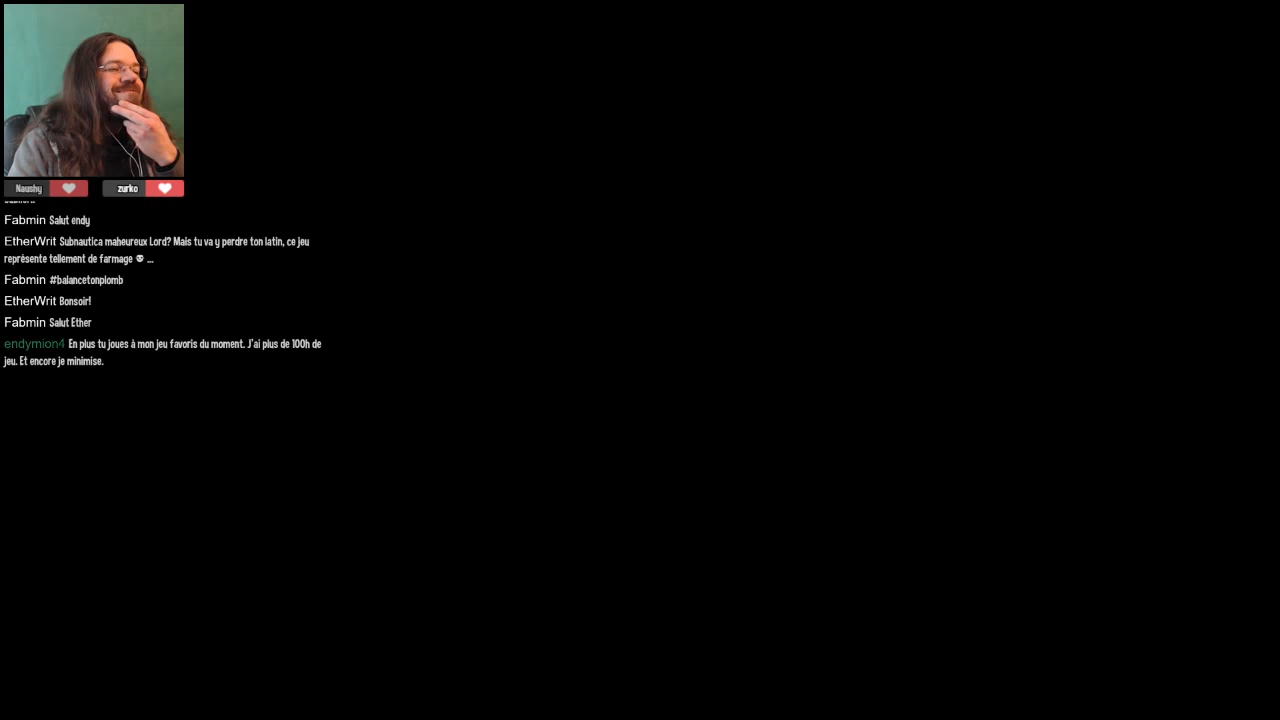 Naushy zurko
Fabmin Salut endy
EtherWrit Subnautica maheureux Lord? Mais tu va y perdre ton latin, ce jeu
représente tellement de farmage 💀 ...
Fabmin #balancetonplomb
EtherWrit Bonsoir!
Fabmin Salut Ether
endymion4 En plus tu joues à mon jeu favoris du moment. J'ai plus de 100h de
jeu. Et encore je minimise.